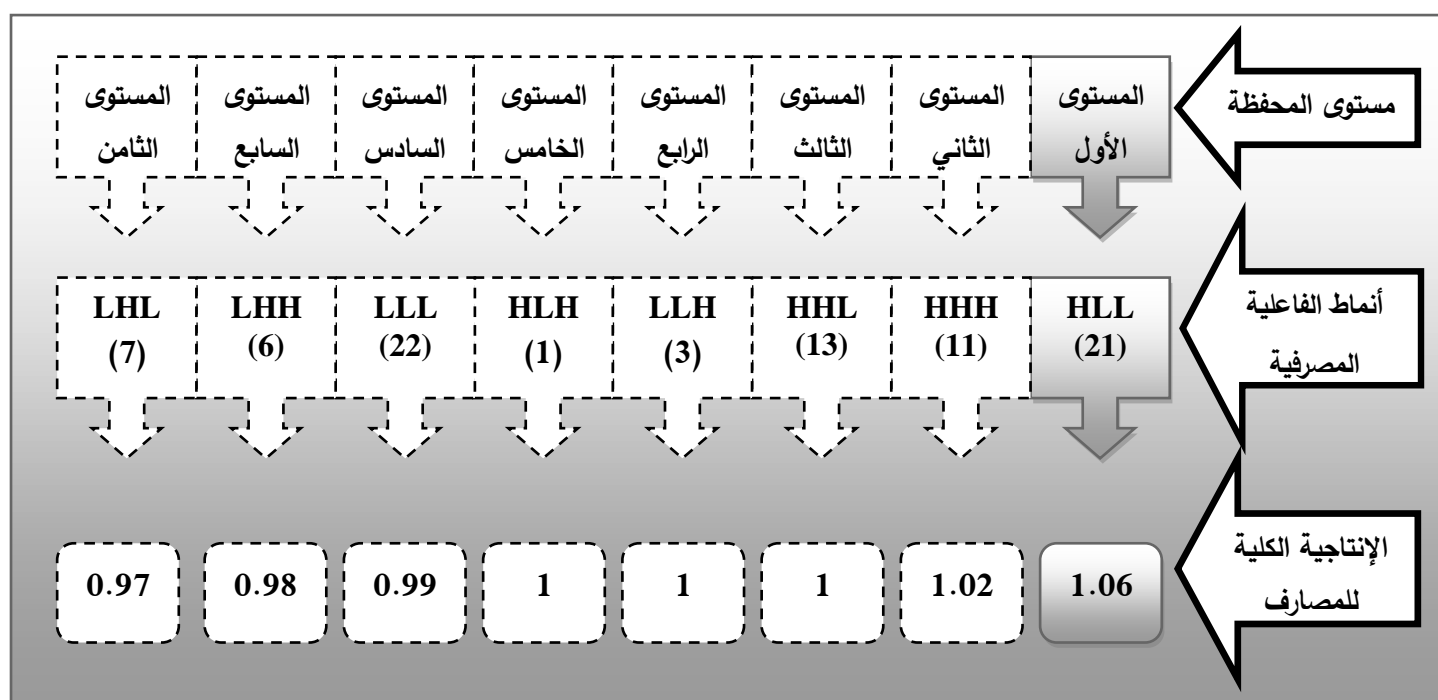 مستوى المحفظة
المستوى
الأول
المستوى
الثاني
المستوى
الثالث
المستوى
الرابع
المستوى
الخامس
المستوى
السادس
المستوى
السابع
المستوى
الثامن
أنماط الفاعلية
المصرفية
HLL
(21)
HHH
(11)
HHL
(13)
LLH
(3)
HLH
(1)
LLL
(22)
LHH
(6)
LHL
(7)
الإنتاجية الكلية
للمصارف
1.06
1.02
1
1
1
0.99
0.98
0.97